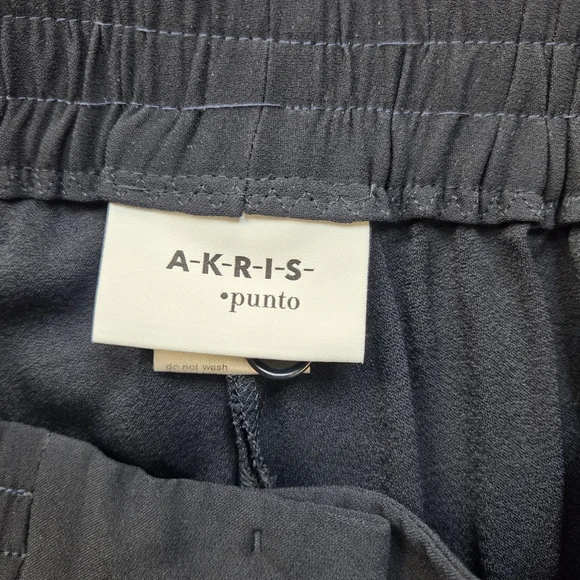 A-K-R-I-S-
•punto
do not wash